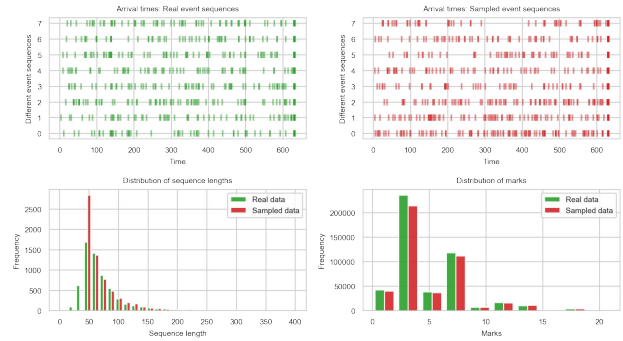 Arrival times: Real event sequences
Different event sequences
7
6
5
4
3
2
1
0
0 100 200 300 400 500 600
Time
Arrival times: Sampled event sequences
Different event sequences
7
6
5
4
3
2
1
0
0 100 200 300 400 500 600
Time
Distribution of sequence lengths
Frequency
2500
2000
1500
1000
500
0
Real data
Sampled data
0 50 100 150 200 250 300 350 400
Sequence length
Distribution of marks
Frequency
200000
150000
100000
50000
0
Real data
Sampled data
0 5 10 15 20
Marks